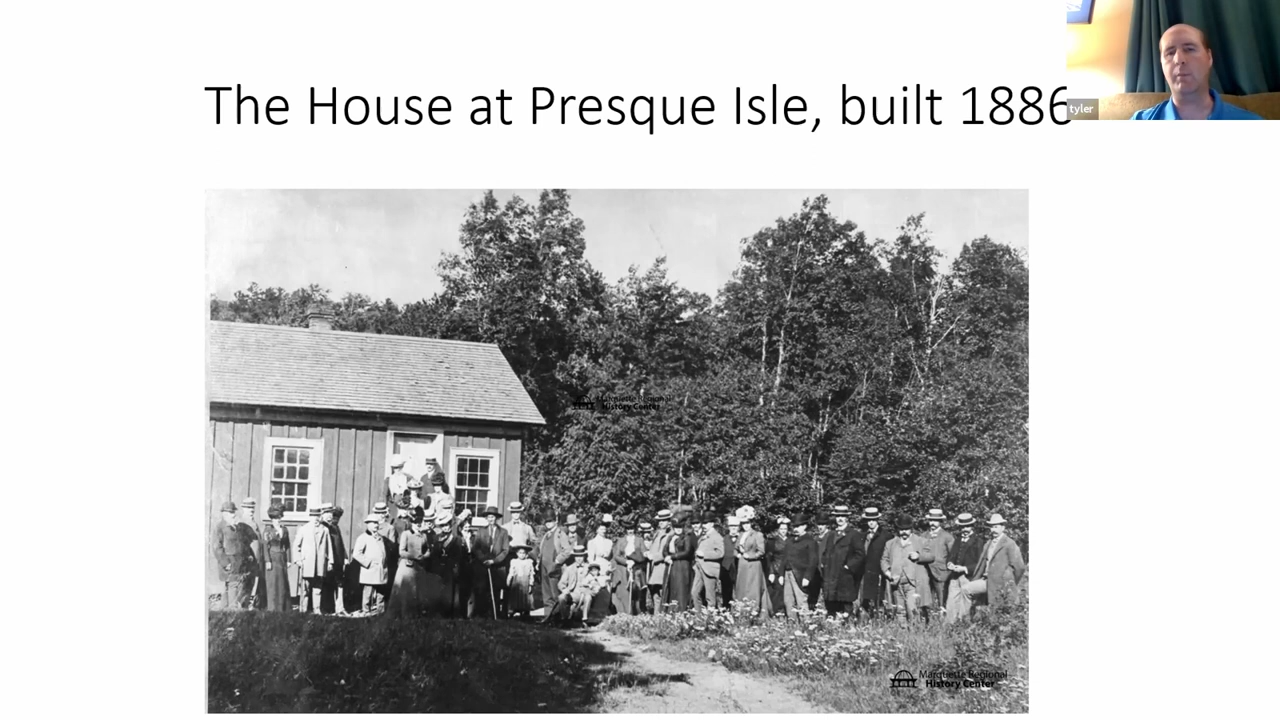 The House at Presque Isle, built 1886
tyler
Marquette Regional
History Center
Marquette Regional
History Center